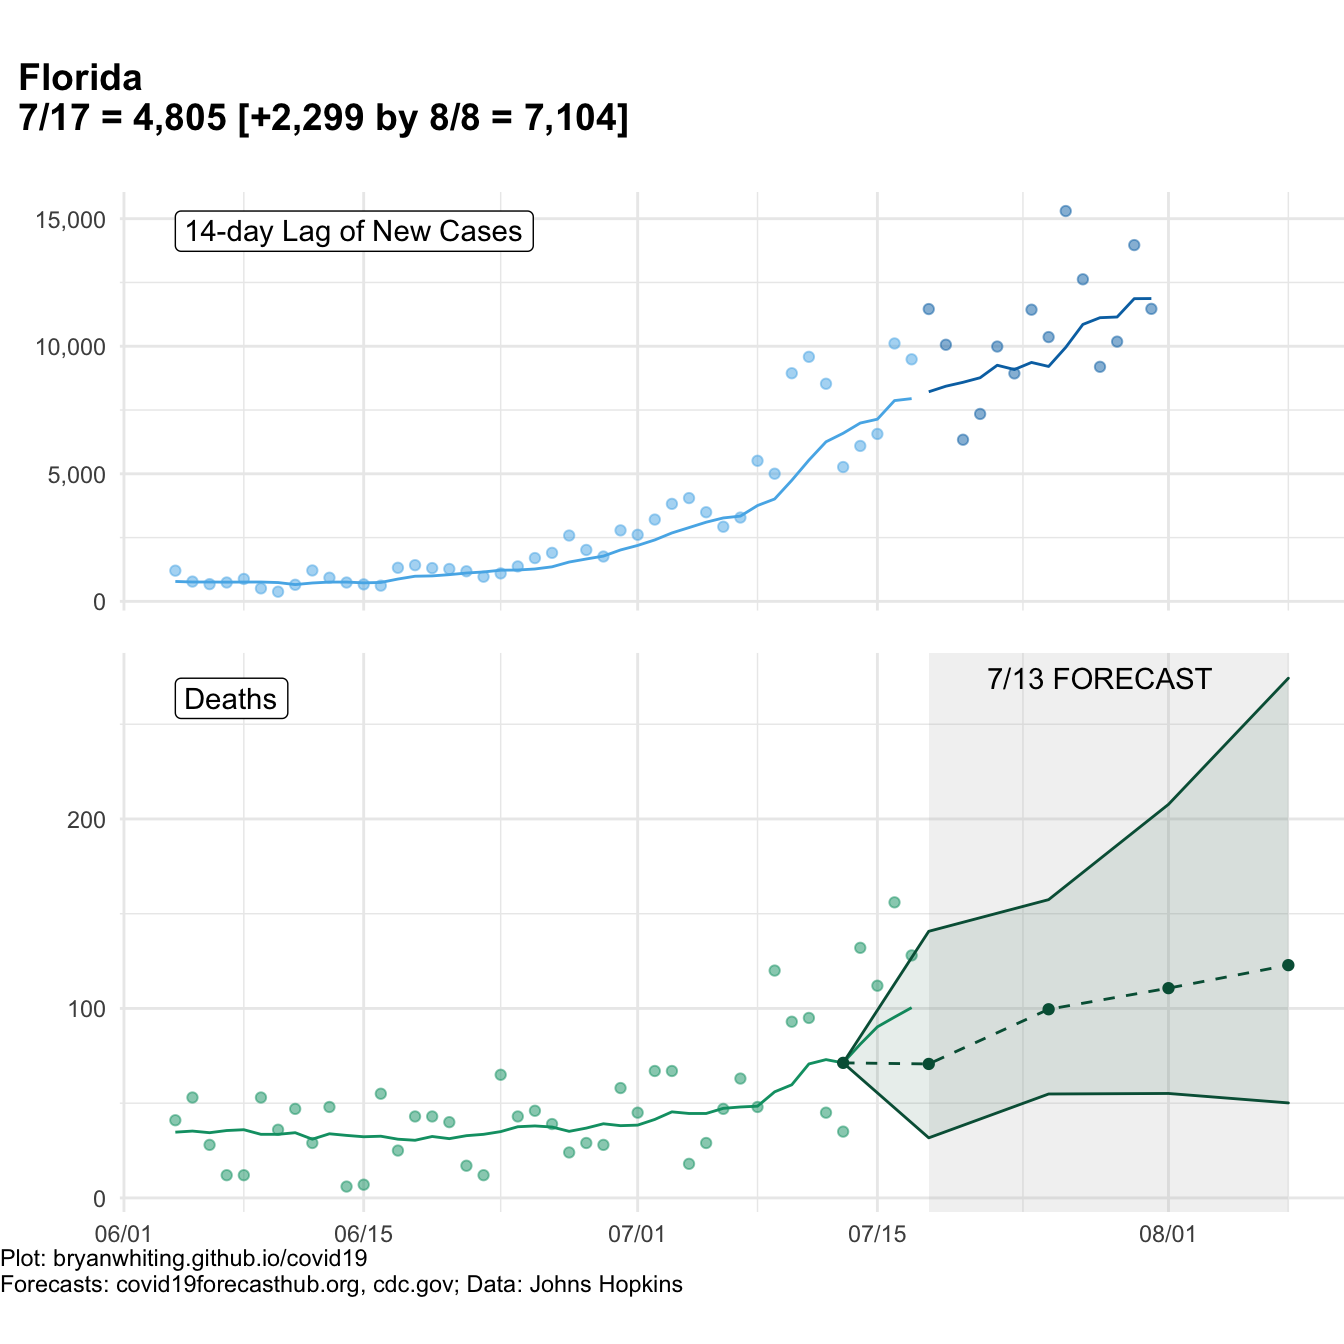 Florida
7/17 = 4,805 [+2,299 by 8/8 = 7,104]
15,000
14-day Lag of New Cases
10,000
5,000
0
7/13 FORECAST
Deaths
200
100
0
06/01 06/15 07/01 07/15 08/01
Plot: bryanwhiting.github.io/covid19
Forecasts: covid19forecasthub.org, cdc.gov; Data: Johns Hopkins